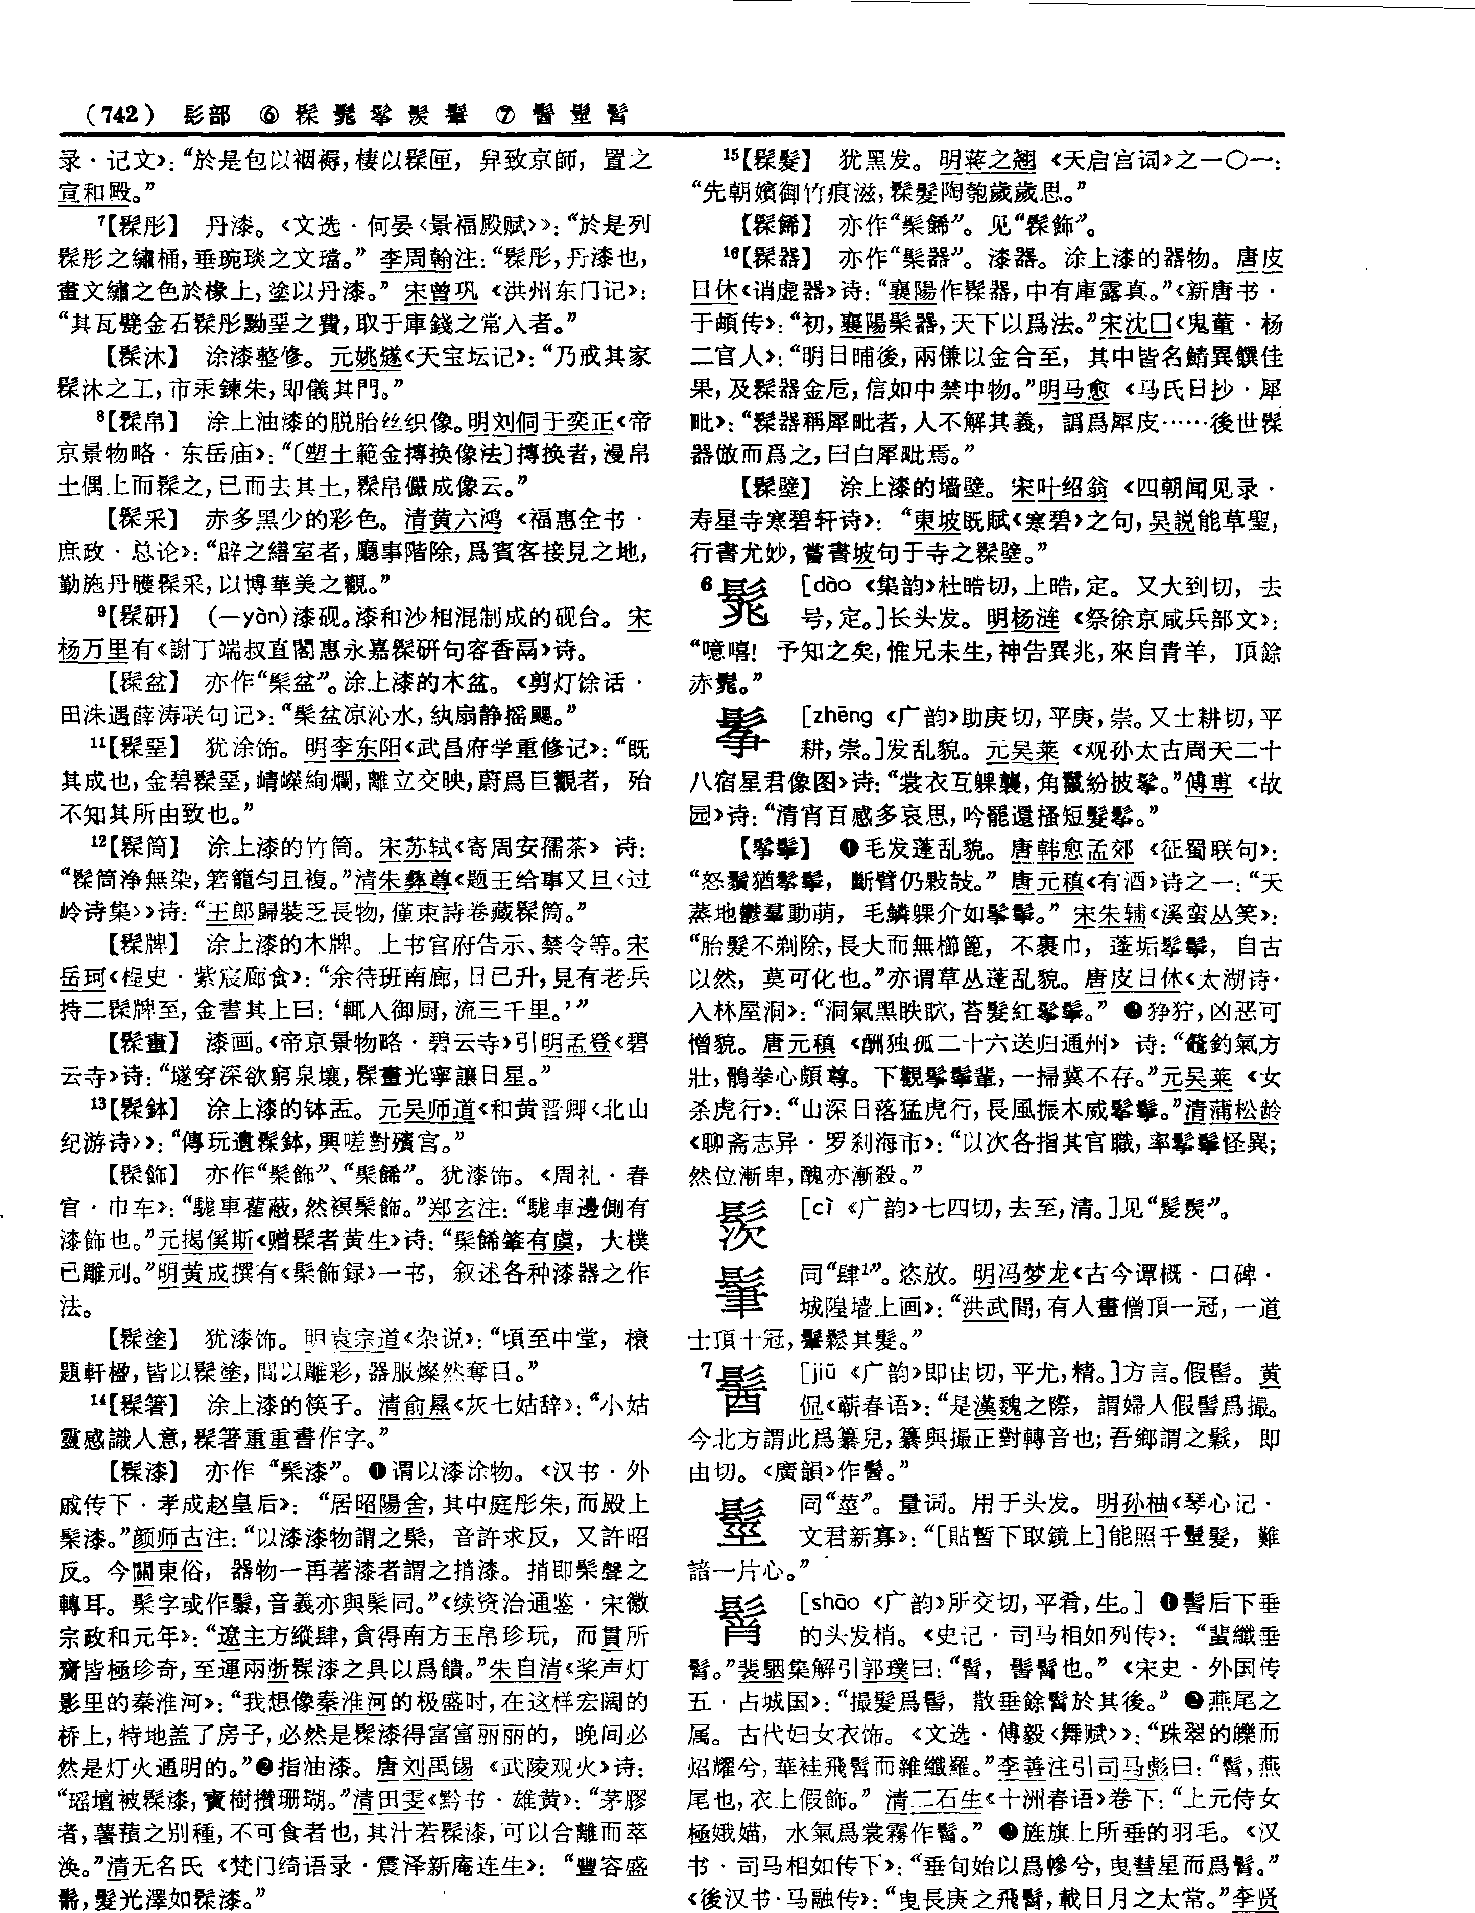 (742) 髟部 ⑥ 髹 髦 髼 髲 ⑦ 髻
录·记文》：“於是包以裀褥，棲以髹匣，舁致京師，置之
宣和殿。”
7【髹彤】 丹漆。《文选·何晏〈景福殿赋〉》：“於是列
髹彤之繡桷，垂琬琰之文璫。” 李周翰注：“髹彤，丹漆也，
畫文繡之色於椽上，塗以丹漆。” 宋曾巩《洪州东门记》：
“其瓦甓金石髹彤黝堊之費，取于庫錢之常入者。”
【髹沐】 涂漆整修。元姚燧《天宝坛记》：“乃戒其家
髹沐之工，市汞鍊朱，即儀其門。”
8【髹帛】 涂上油漆的脱胎丝织像。明刘侗于奕正《帝
京景物略·东岳庙》：“〔塑土範金摶换像法〕摶换者，漫帛
土偶上而髹之，已而去其土，髹帛儼成像云。”
【髹采】 赤多黑少的彩色。清黄六鸿《福惠全书·
庶政·总论》：“辟之繕室者，廳事階除，爲賓客接見之地，
勤施丹雘髹采，以博華美之觀。”
9【髹研】 (—yàn)漆砚。漆和沙相混制成的砚台。宋
杨万里有《謝丁端叔直閣惠永嘉髹研句容香鬲》诗。
【髹盆】 亦作“髤盆”。涂上漆的木盆。《剪灯馀话·
田洙遇薛涛联句记》：“髤盆凉沁水，紈扇静摇颸。”
11【髹堊】 犹涂饰。明李东阳《武昌府学重修记》：“既
其成也，金碧髹堊，崝嶸絢爛，離立交映，蔚爲巨觀者，殆
不知其所由致也。”
12【髹筒】 涂上漆的竹筒。宋苏轼《寄周安孺茶》诗：
“髹筒浄無染，箬籠匀且複。”清朱彝尊《题王给事又旦〈过
岭诗集〉》诗：“王郎歸裝乏長物，僅束詩卷藏髹筒。”
【髹牌】 涂上漆的木牌。上书官府告示、禁令等。宋
岳珂《桯史·紫宸廊食》：“余待班南廊，日已升，見有老兵
持二髹牌至，金書其上曰：‘輒入御厨，流三千里。’”
【髹畫】 漆画。《帝京景物略·碧云寺》引明孟登《碧
云寺》诗：“墜穿深欲窮泉壤，髹畫光寧讓日星。”
13【髹鉢】 涂上漆的钵盂。元吴师道《和黄晋卿〈北山
纪游诗〉》：“傳玩遺髹鉢，興嗟對殯宫。”
【髹飾】 亦作“髤飾”、“髤餙”。犹漆饰。《周礼·春
官·巾车》：“駹車雚蔽，然䙆髤飾。”郑玄注：“駹車邊側有
漆飾也。”元揭傒斯《赠髹者黄生》诗：“髤餙肇有虞，大樸
已雕刓。”明黄成撰有《髹飾録》一书，叙述各种漆器之作
法。
【髹塗】 犹漆饰。明袁宗道《杂说》：“頃至中堂，榱
題軒楹，皆以髹塗，間以雕彩，器服燦然奪目。”
14【髹箸】 涂上漆的筷子。清俞樾《灰七姑辞》：“小姑
靈感識人意，髹箸重重書作字。”
【髹漆】 亦作“髤漆”。❶谓以漆涂物。《汉书·外
戚传下·孝成赵皇后》：“居昭陽舍，其中庭彤朱，而殿上
髤漆。”颜师古注：“以漆漆物謂之髤，音許求反，又許昭
反。今關東俗，器物一再著漆者謂之捎漆。捎即髤聲之
轉耳。髤字或作髹，音義亦與髤同。”《续资治通鉴·宋徽
宗政和元年》：“遼主方縱肆，貪得南方玉帛珍玩，而貫所
齎皆極珍奇，至運兩浙髹漆之具以爲饋。”朱自清《桨声灯
影里的秦淮河》：“我想像秦淮河的极盛时，在这样宏阔的
桥上，特地盖了房子，必然是髹漆得富富丽丽的，晚间必
然是灯火通明的。”❷指油漆。唐刘禹锡《武陵观火》诗：
“瑶壇被髹漆，寶樹攢珊瑚。”清田雯《黔书·雄黄》：“茅膠
者，薯蕷之别種，不可食者也，其汁若髹漆，可以合離而萃
涣。”清无名氏《梵门绮语录·震泽新庵连生》：“豐容盛
鬋，髮光澤如髹漆。”
15【髹髮】 犹黑发。明蒋之翘《天启宫词》之一〇一：
“先朝嬪御竹痕滋，髹髮陶匏歲歲思。”
【髹餙】 亦作“髤餙”。见“髹飾”。
16【髹器】 亦作“髤器”。漆器。涂上漆的器物。唐皮
日休《诮虚器》诗：“襄陽作髹器，中有庫露真。”《新唐书·
于頔传》：“初，襄陽髤器，天下以爲法。”宋沈囗《鬼董·杨
二官人》：“明日晡後，兩傔以金合至，其中皆名鯖異饌佳
果，及髹器金卮，信如中禁中物。”明马愈《马氏日抄·犀
毗》：“髹器稱犀毗者，人不解其義，謂爲犀皮……後世髹
器倣而爲之，曰白犀毗焉。”
【髹壁】 涂上漆的墙壁。宋叶绍翁《四朝闻见录·
寿星寺寒碧轩诗》：“東坡既賦《寒碧》之句，吴説能草聖，
行書尤妙，嘗書坡句于寺之髹壁。”
6 [dào 《集韵》杜晧切，上晧，定。又大到切，去
号，定。]长头发。明杨涟《祭徐京咸兵部文》：
“噫嘻！予知之矣，惟兄未生，神告異兆，來自青羊，頂餘
赤髦。”
鬇 [zhēng 《广韵》助庚切，平庚，崇。又士耕切，平
耕，崇。]发乱貌。元吴莱《观孙太古周天二十
八宿星君像图》诗：“裳衣互躶襲，角鬣紛披鬇。”傅尃《故
园》诗：“清宵百感多哀思，吟罷還搔短髮鬇。”
【鬇鬡】 ❶毛发蓬乱貌。唐韩愈孟郊《征蜀联句》：
“怒鬚猶鬇鬡，斷臂仍䝣䝙。” 唐元稹《有酒》诗之一：“天
蒸地鬱羣動萌，毛鱗躶介如鬇鬡。” 宋朱辅《溪蛮丛笑》：
“胎髮不剃除，長大而無櫛篦，不裹巾，蓬垢鬇鬡，自古
以然，莫可化也。”亦谓草丛蓬乱貌。唐皮日休《太湖诗·
入林屋洞》：“洞氣黑眣䀯，苔髮紅鬇鬡。” ❷狰狞，凶恶可
憎貌。唐元稹《酬独孤二十六送归通州》诗：“鼇釣氣方
壯，鶻拳心頗尊。下觀鬇鬡輩，一掃冀不存。”元吴莱《女
杀虎行》：“山深日落猛虎行，長風振木威鬇鬡。”清蒲松龄
《聊斋志异·罗刹海市》：“以次各指其官職，率鬇鬡怪異；
然位漸卑，醜亦漸殺。”
[cì 《广韵》七四切，去至，清。]见
同“肆1”。恣放。明冯梦龙《古今谭概·口碑·
城隍墙上画》：“洪武間，有人畫僧頂一冠，一道
士頂十冠，鬆其髮。”
7 [jiū 《广韵》即由切，平尤，精。]方言。假髻。黄
侃《蕲春语》：“是漢魏之際，謂婦人假髻爲撮。
今北方謂此爲纂兒，纂與撮正對轉音也；吾鄉謂之鬏，即
由切。《廣韻》作
同“莖”。量词。用于头发。明孙柚《琴心记·
文君新寡》：“[貼暫下取鏡上]能照千髮，難
諳一片心。”
髾 [shāo 《广韵》所交切，平肴，生。] ❶髻后下垂
的头发梢。《史记·司马相如列传》：“蜚纖垂
髾。”裴駰集解引郭璞曰：“髾，髻髾也。”《宋史·外国传
五·占城国》：“撮髮爲髻，散垂餘髾於其後。” ❷燕尾之
属。古代妇女衣饰。《文选·傅毅〈舞赋〉》：“珠翠的皪而
炤耀兮，華袿飛髾而雜纖羅。”李善注引司马彪曰：“髾，燕
尾也，衣上假飾。” 清二石生《十洲春语》卷下：“上元侍女
極娥媌，水氣爲裳霧作髾。” ❸旌旗上所垂的羽毛。《汉
书·司马相如传下》：“垂旬始以爲幓兮，曳彗星而爲髾。”
《後汉书·马融传》：“曳長庚之飛髾，載日月之太常。”李贤